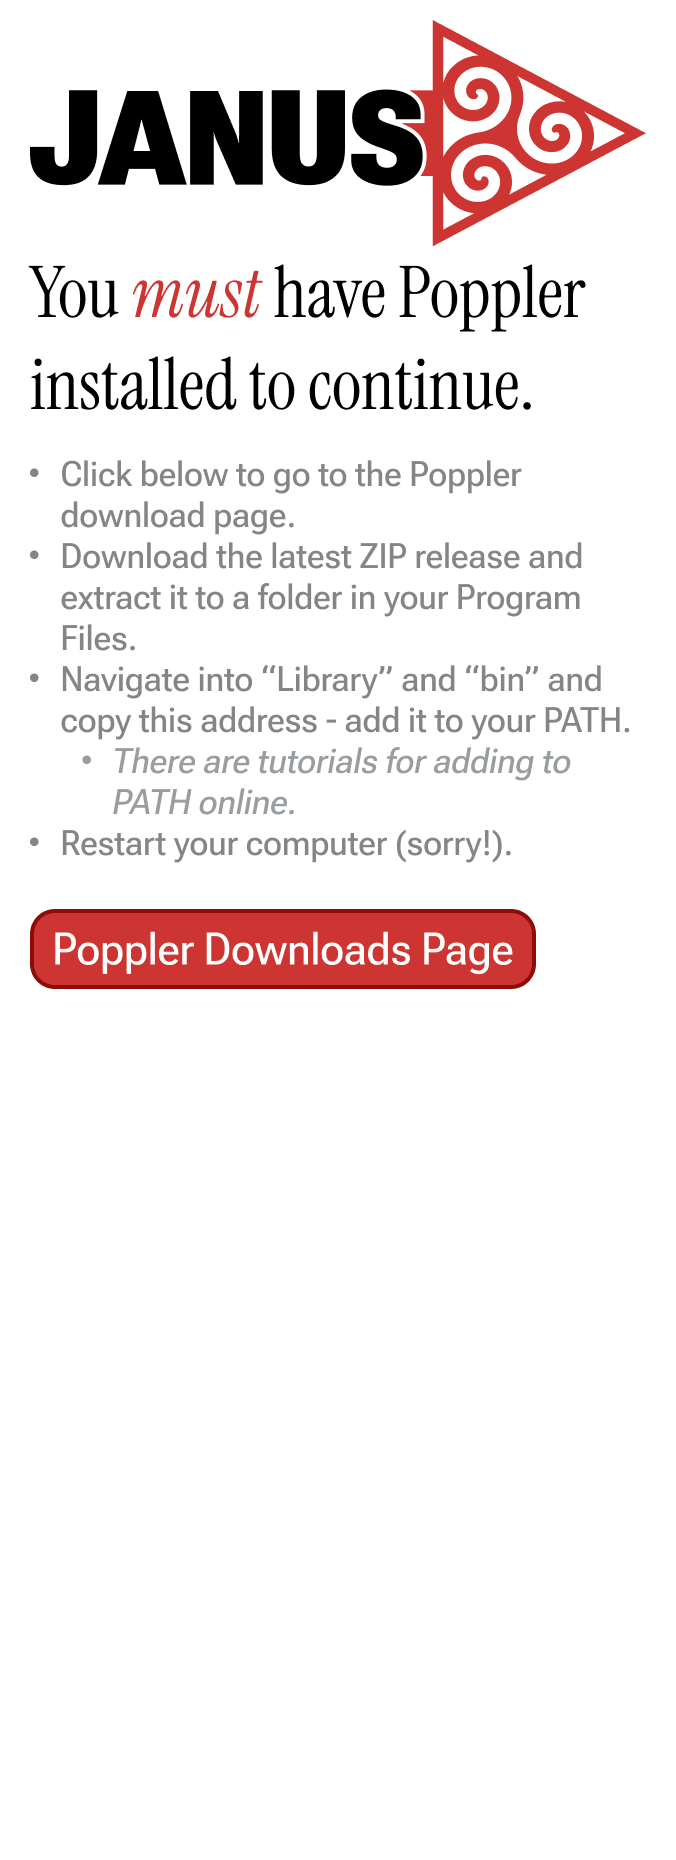 JANUS
You must have Poppler
installed to continue.
• Click below to go to the Poppler
download page.
• Download the latest ZIP release and
extract it to a folder in your Program
Files.
• Navigate into “Library” and “bin” and
copy this address - add it to your PATH.
• There are tutorials for adding to
PATH online.
• Restart your computer (sorry!).
Poppler Downloads Page